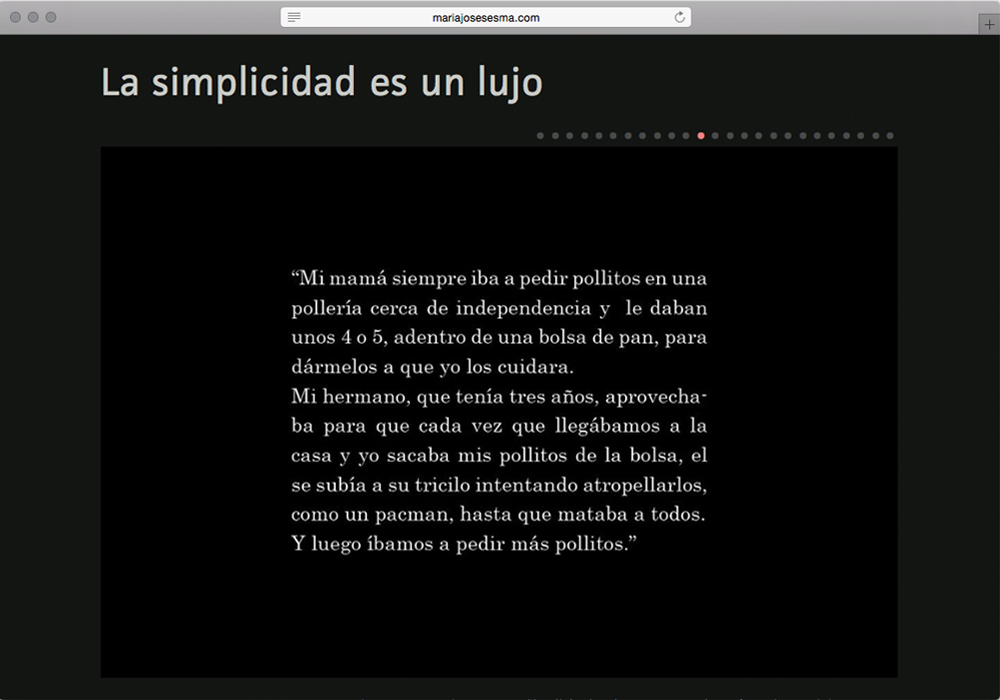 mariajosesesma.com
La simplicidad es un lujo
“Mi mamá siempre iba a pedir pollitos en una
pollería cerca de independencia y  le daban
unos 4 o 5, adentro de una bolsa de pan, para
dármelos a que yo los cuidara.
Mi hermano, que tenía tres años, aprovecha-
ba para que cada vez que llegábamos a la
casa y yo sacaba mis pollitos de la bolsa, el
se subía a su tricilo intentando atropellarlos,
como un pacman, hasta que mataba a todos.
Y luego íbamos a pedir más pollitos.”